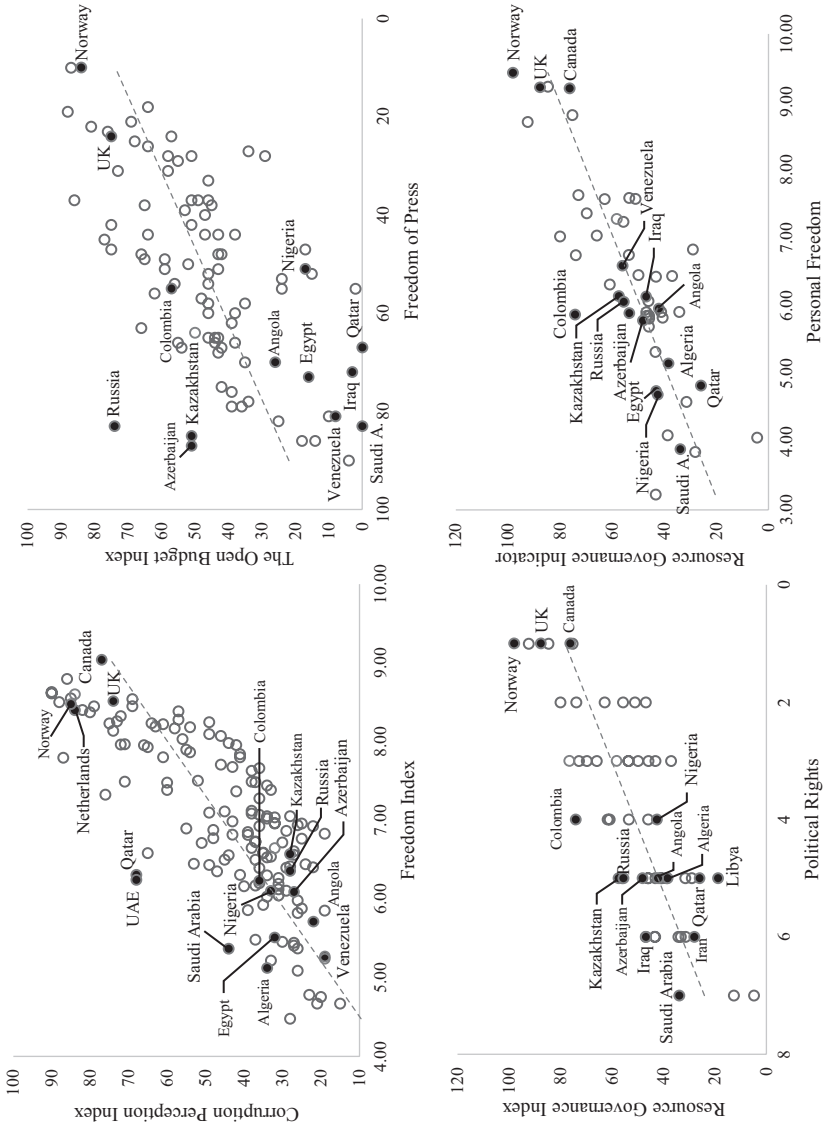 100
90
80
70
60
50
40
30
20
10
4.00
5.00
6.00
7.00
8.00
9.00
10.00
Corruption Perception Index
Freedom Index
Norway
Netherlands
Canada
UK
Qatar
UAE
Saudi Arabia
Nigeria
Egypt
Algeria
Colombia
Kazakhstan
Russia
Azerbaijan
Angola
Venezuela
100
90
80
70
60
50
40
30
20
10
0
100
80
60
40
20
0
The Open Budget Index
Freedom of Press
Norway
UK
Russia
Colombia
Kazakhstan
Azerbaijan
Nigeria
Angola
Egypt
Qatar
Iraq
Venezuela
Saudi A.
120
100
80
60
40
20
0
8
6
4
2
0
Resource Governance Index
Political Rights
Norway
UK
Canada
Colombia
Kazakhstan
Russia
Azerbaijan
Iraq
Saudi Arabia
Nigeria
Angola
Algeria
Qatar
Iran
Libya
120
100
80
60
40
20
0
3.00
4.00
5.00
6.00
7.00
8.00
9.00
10.00
Resource Governance Indicator
Personal Freedom
Norway
UK
Canada
Colombia
Kazakhstan
Russia
Azerbaijan
Egypt
Nigeria
Saudi A.
Venezuela
Iraq
Angola
Algeria
Qatar